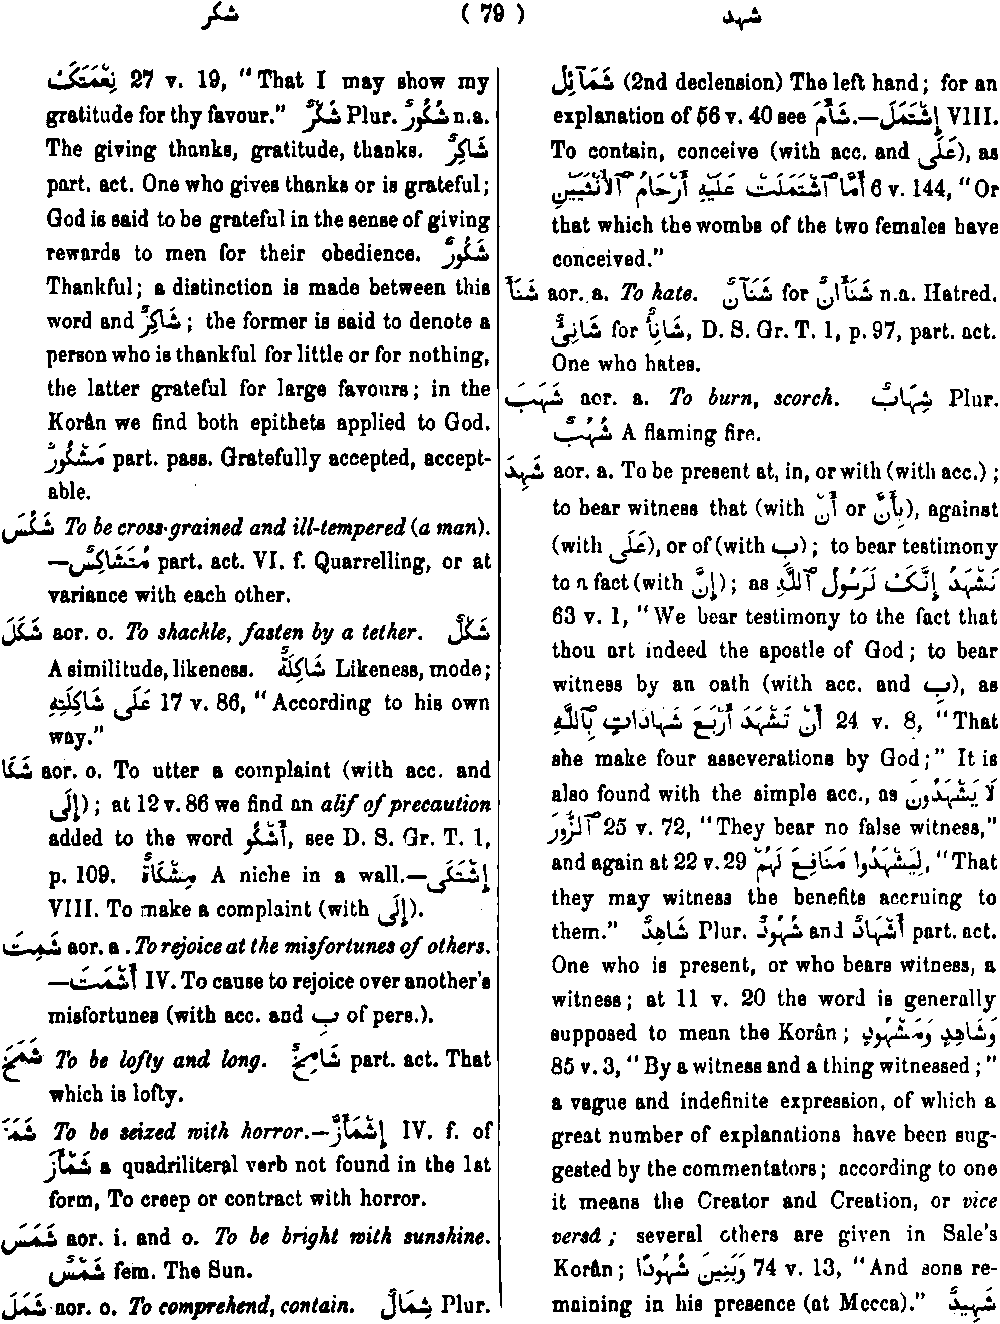 شكر ( 79 ) شهد
نِعْمَتَكَ 27 v. 19, “That I may show my
gratitude for thy favour.” شُكْرٌ Plur. شُكُورٌ n.a.
The giving thanks, gratitude, thanks. شَاكِرٌ
part. act. One who gives thanks or is grateful;
God is said to be grateful in the sense of giving
rewards to men for their obedience. شَكُورٌ
Thankful; a distinction is made between this
word and شَاكِرٌ; the former is said to denote a
person who is thankful for little or for nothing,
the latter grateful for large favours; in the
Korân we find both epithets applied to God.
مَشْكُورٌ part. pass. Gratefully accepted, accept-
able.
شَكُسَ To be cross-grained and ill-tempered (a man).
—مُتَشَاكِسٌ part. act. VI. f. Quarrelling, or at
variance with each other.
شَكَلَ aor. o. To shackle, fasten by a tether. شَكْلٌ
A similitude, likeness. شَاكِلَةٌ Likeness, mode;
عَلَى شَاكِلَتِهِ 17 v. 86, “According to his own
way.”
شَكَا aor. o. To utter a complaint (with acc. and
إِلَى); at 12 v. 86 we find an alif of precaution
added to the word أَشْكُو, see D. S. Gr. T. 1,
p. 109. مِشْكَاةٌ A niche in a wall.—إِشْتَكَى
VIII. To make a complaint (with إِلَى).
شَمِتَ aor. a. To rejoice at the misfortunes of others.
—أَشْمَتَ IV. To cause to rejoice over another's
misfortunes (with acc. and بِ of pers.).
شَمَخَ To be lofty and long. شَامِخٌ part. act. That
which is lofty.
To be seized with horror.—إِشْمَأَزَّ IV. f. of
شَمْأَزَ a quadriliteral verb not found in the 1st
form, To creep or contract with horror.
شَمَسَ aor. i. and o. To be bright with sunshine.
شَمْسٌ fem. The Sun.
شَمَلَ aor. o. To comprehend, contain. شِمَالٌ Plur.
شَمَآئِلُ (2nd declension) The left hand; for an
explanation of 56 v. 40 see شَأَمَ.—إِشْتَمَلَ VIII.
To contain, conceive (with acc. and عَلَى), as
أَمَّا ٱشْتَمَلَتْ عَلَيْهِ أَرْحَامُ ٱلْأُنْثَيَيْنِ 6 v. 144, “Or
that which the wombs of the two females have
conceived.”
شَنَأَ aor. a. To hate. شَنَآنٌ for شَنَأَانٌ n.a. Hatred.
شَانِئٌ for شَانِأٌ, D. S. Gr. T. 1, p. 97, part. act.
One who hates.
شَهَبَ aor. a. To burn, scorch. شِهَابٌ Plur.
شُهُبٌ A flaming fire.
شَهِدَ aor. a. To be present at, in, or with (with acc.);
to bear witness that (with أَنْ or بِأَنَّ), against
(with عَلَى), or of (with بِ); to bear testimony
to a fact (with إِنَّ); as نَشْهَدُ إِنَّكَ لَرَسُولُ ٱللَّهِ
63 v. 1, “We bear testimony to the fact that
thou art indeed the apostle of God; to bear
witness by an oath (with acc. and بِ), as
أَنْ تَشْهَدَ أَرْبَعَ شَهَادَاتٍ بِٱللَّهِ 24 v. 8, “That
she make four asseverations by God;” It is
also found with the simple acc., as لَا يَشْهَدُونَ
ٱلزُّورَ 25 v. 72, “They bear no false witness,”
and again at 22 v. 29 لِيَشْهَدُوا مَنَافِعَ لَهُمْ, “That
they may witness the benefits accruing to
them.” شَاهِدٌ Plur. شُهُودٌ and أَشْهَادٌ part. act.
One who is present, or who bears witness, a
witness; at 11 v. 20 the word is generally
supposed to mean the Korân; وَشَاهِدٍ وَمَشْهُودٍ
85 v. 3, “By a witness and a thing witnessed;”
a vague and indefinite expression, of which a
great number of explanations have been sug-
gested by the commentators; according to one
it means the Creator and Creation, or vice
versâ; several others are given in Sale's
Korân; وَبَنِينَ شُهُودًا 74 v. 13, “And sons re-
maining in his presence (at Mecca).” شَهِيدٌ